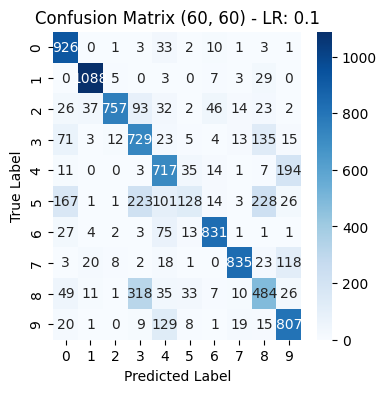 Confusion Matrix (60, 60) - LR: 0.1
0 926 0 1 3 33 2 10 1 3 1
1 0 1088 5 0 3 0 7 3 29 0
2 26 37 757 93 32 2 46 14 23 2
3 71 3 12 729 23 5 4 13 135 15
4 11 0 0 3 717 35 14 1 7 194
5 167 1 1 223 101 128 14 3 228 26
6 27 4 2 3 75 13 831 1 1 1
7 3 20 8 2 18 1 0 835 23 118
8 49 11 1 318 35 33 7 10 484 26
9 20 1 0 9 129 8 1 19 15 807
0 1 2 3 4 5 6 7 8 9
True Label
Predicted Label
1000
800
600
400
200
0